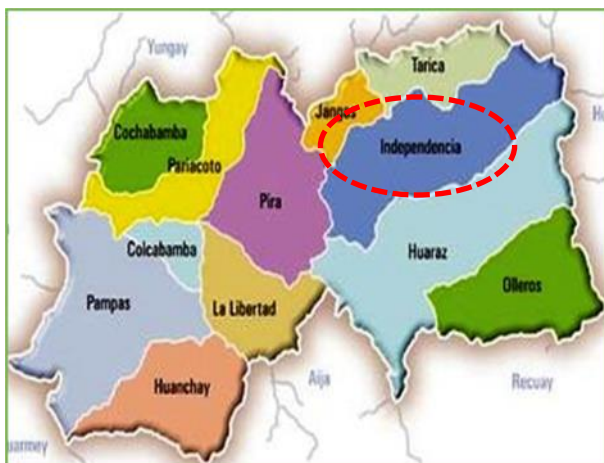 Yungay
Tarica
Jangas
Cochabamba
Independencia
Pariacoto
Pira
Colcabamba
Huaraz
Olleros
Pampas
La Libertad
Huanchay
Aija
Recuay